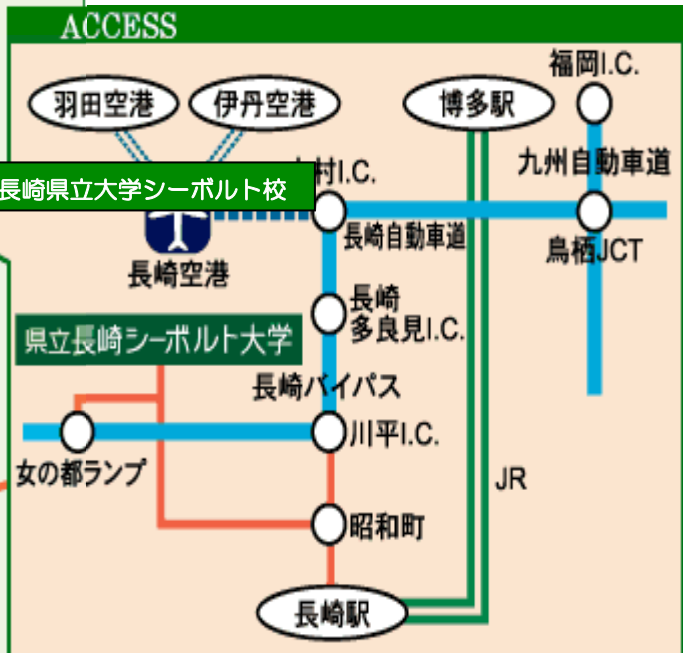 ACCESS
福岡I.C.
羽田空港
伊丹空港
博多駅
九州自動車道
長崎県立大学シーボルト校
村I.C.
長崎自動車道
鳥栖JCT
長崎空港
長崎
多良見I.C.
県立長崎シーボルト大学
長崎バイパス
川平I.C.
女の都ランプ
JR
昭和町
長崎駅